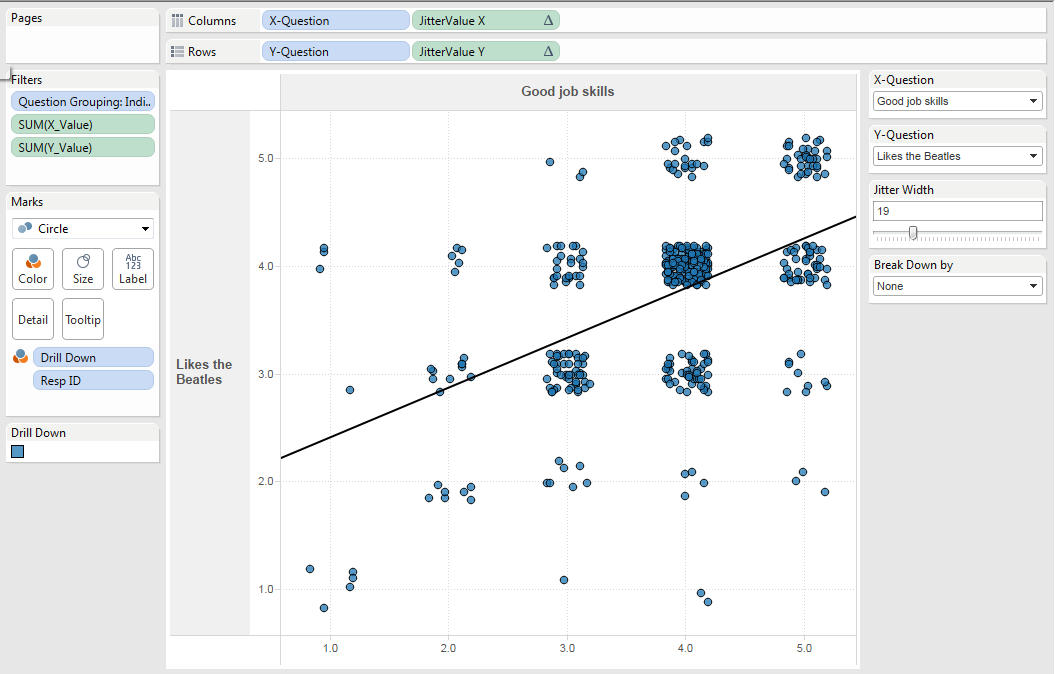 Pages
Columns
X-Question
JitterValue X
Δ
Rows
Y-Question
JitterValue Y
Δ
Filters
Question Grouping: Indi..
SUM(X_Value)
SUM(Y_Value)
Marks
Circle
Color
Size
Abc
123
Label
Detail
Tooltip
Drill Down
Resp ID
Drill Down
Good job skills
Likes the
Beatles
5.0
4.0
3.0
2.0
1.0
1.0 2.0 3.0 4.0 5.0
X-Question
Good job skills
Y-Question
Likes the Beatles
Jitter Width
19
Break Down by
None